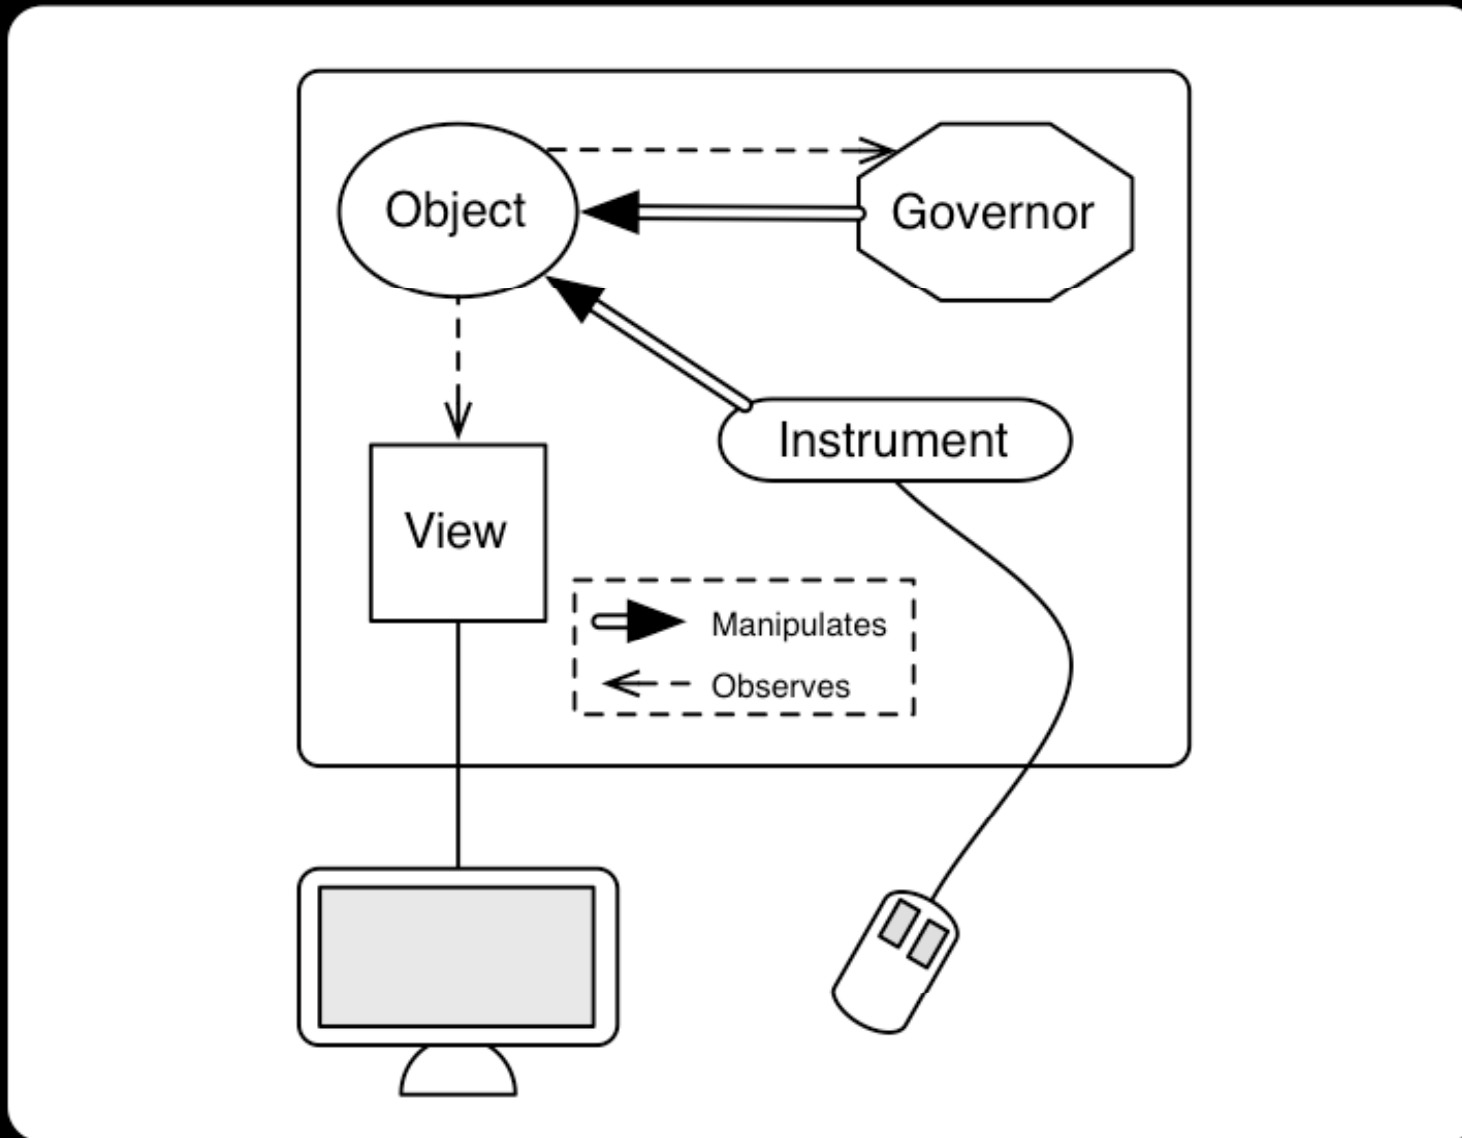 Object
Governor
Instrument
View
Manipulates
Observes